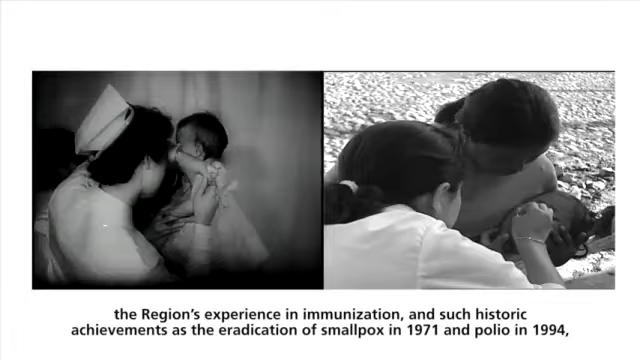 the Region's experience in immunization, and such historic
achievements as the eradication of smallpox in 1971 and polio in 1994,